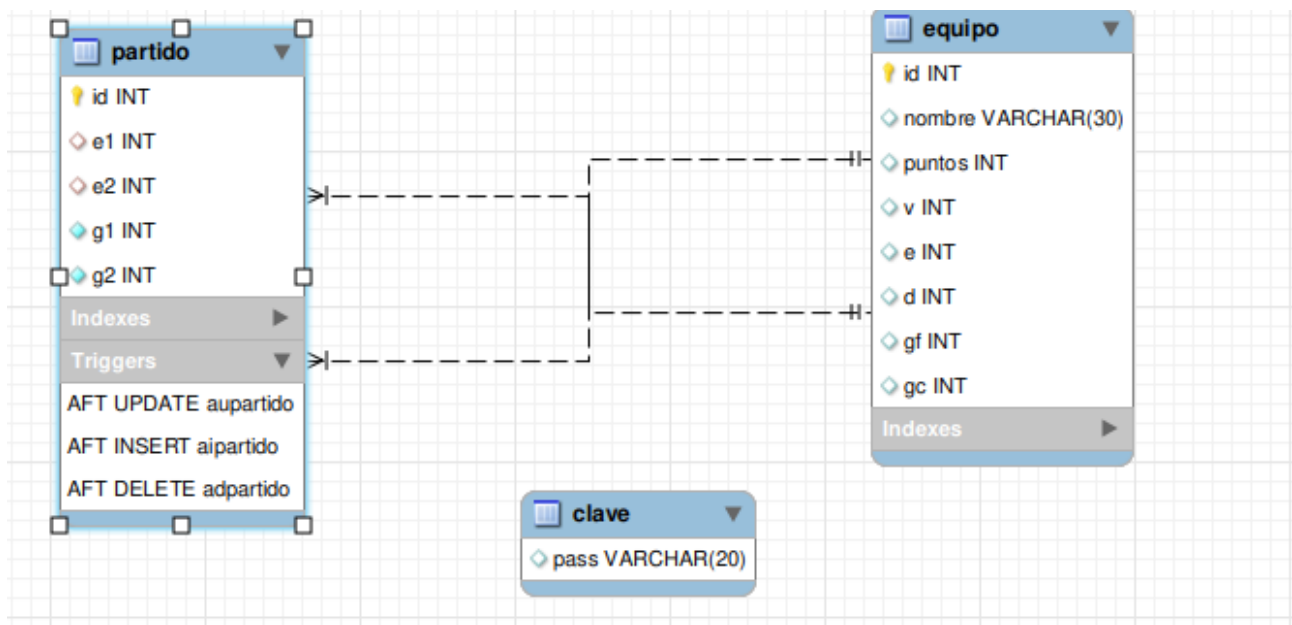 partido
id INT
e1 INT
e2 INT
g1 INT
g2 INT
Indexes
Triggers
AFT UPDATE aupartido
AFT INSERT aipartido
AFT DELETE adpartido
equipo
id INT
nombre VARCHAR(30)
puntos INT
v INT
e INT
d INT
gf INT
gc INT
Indexes
clave
pass VARCHAR(20)